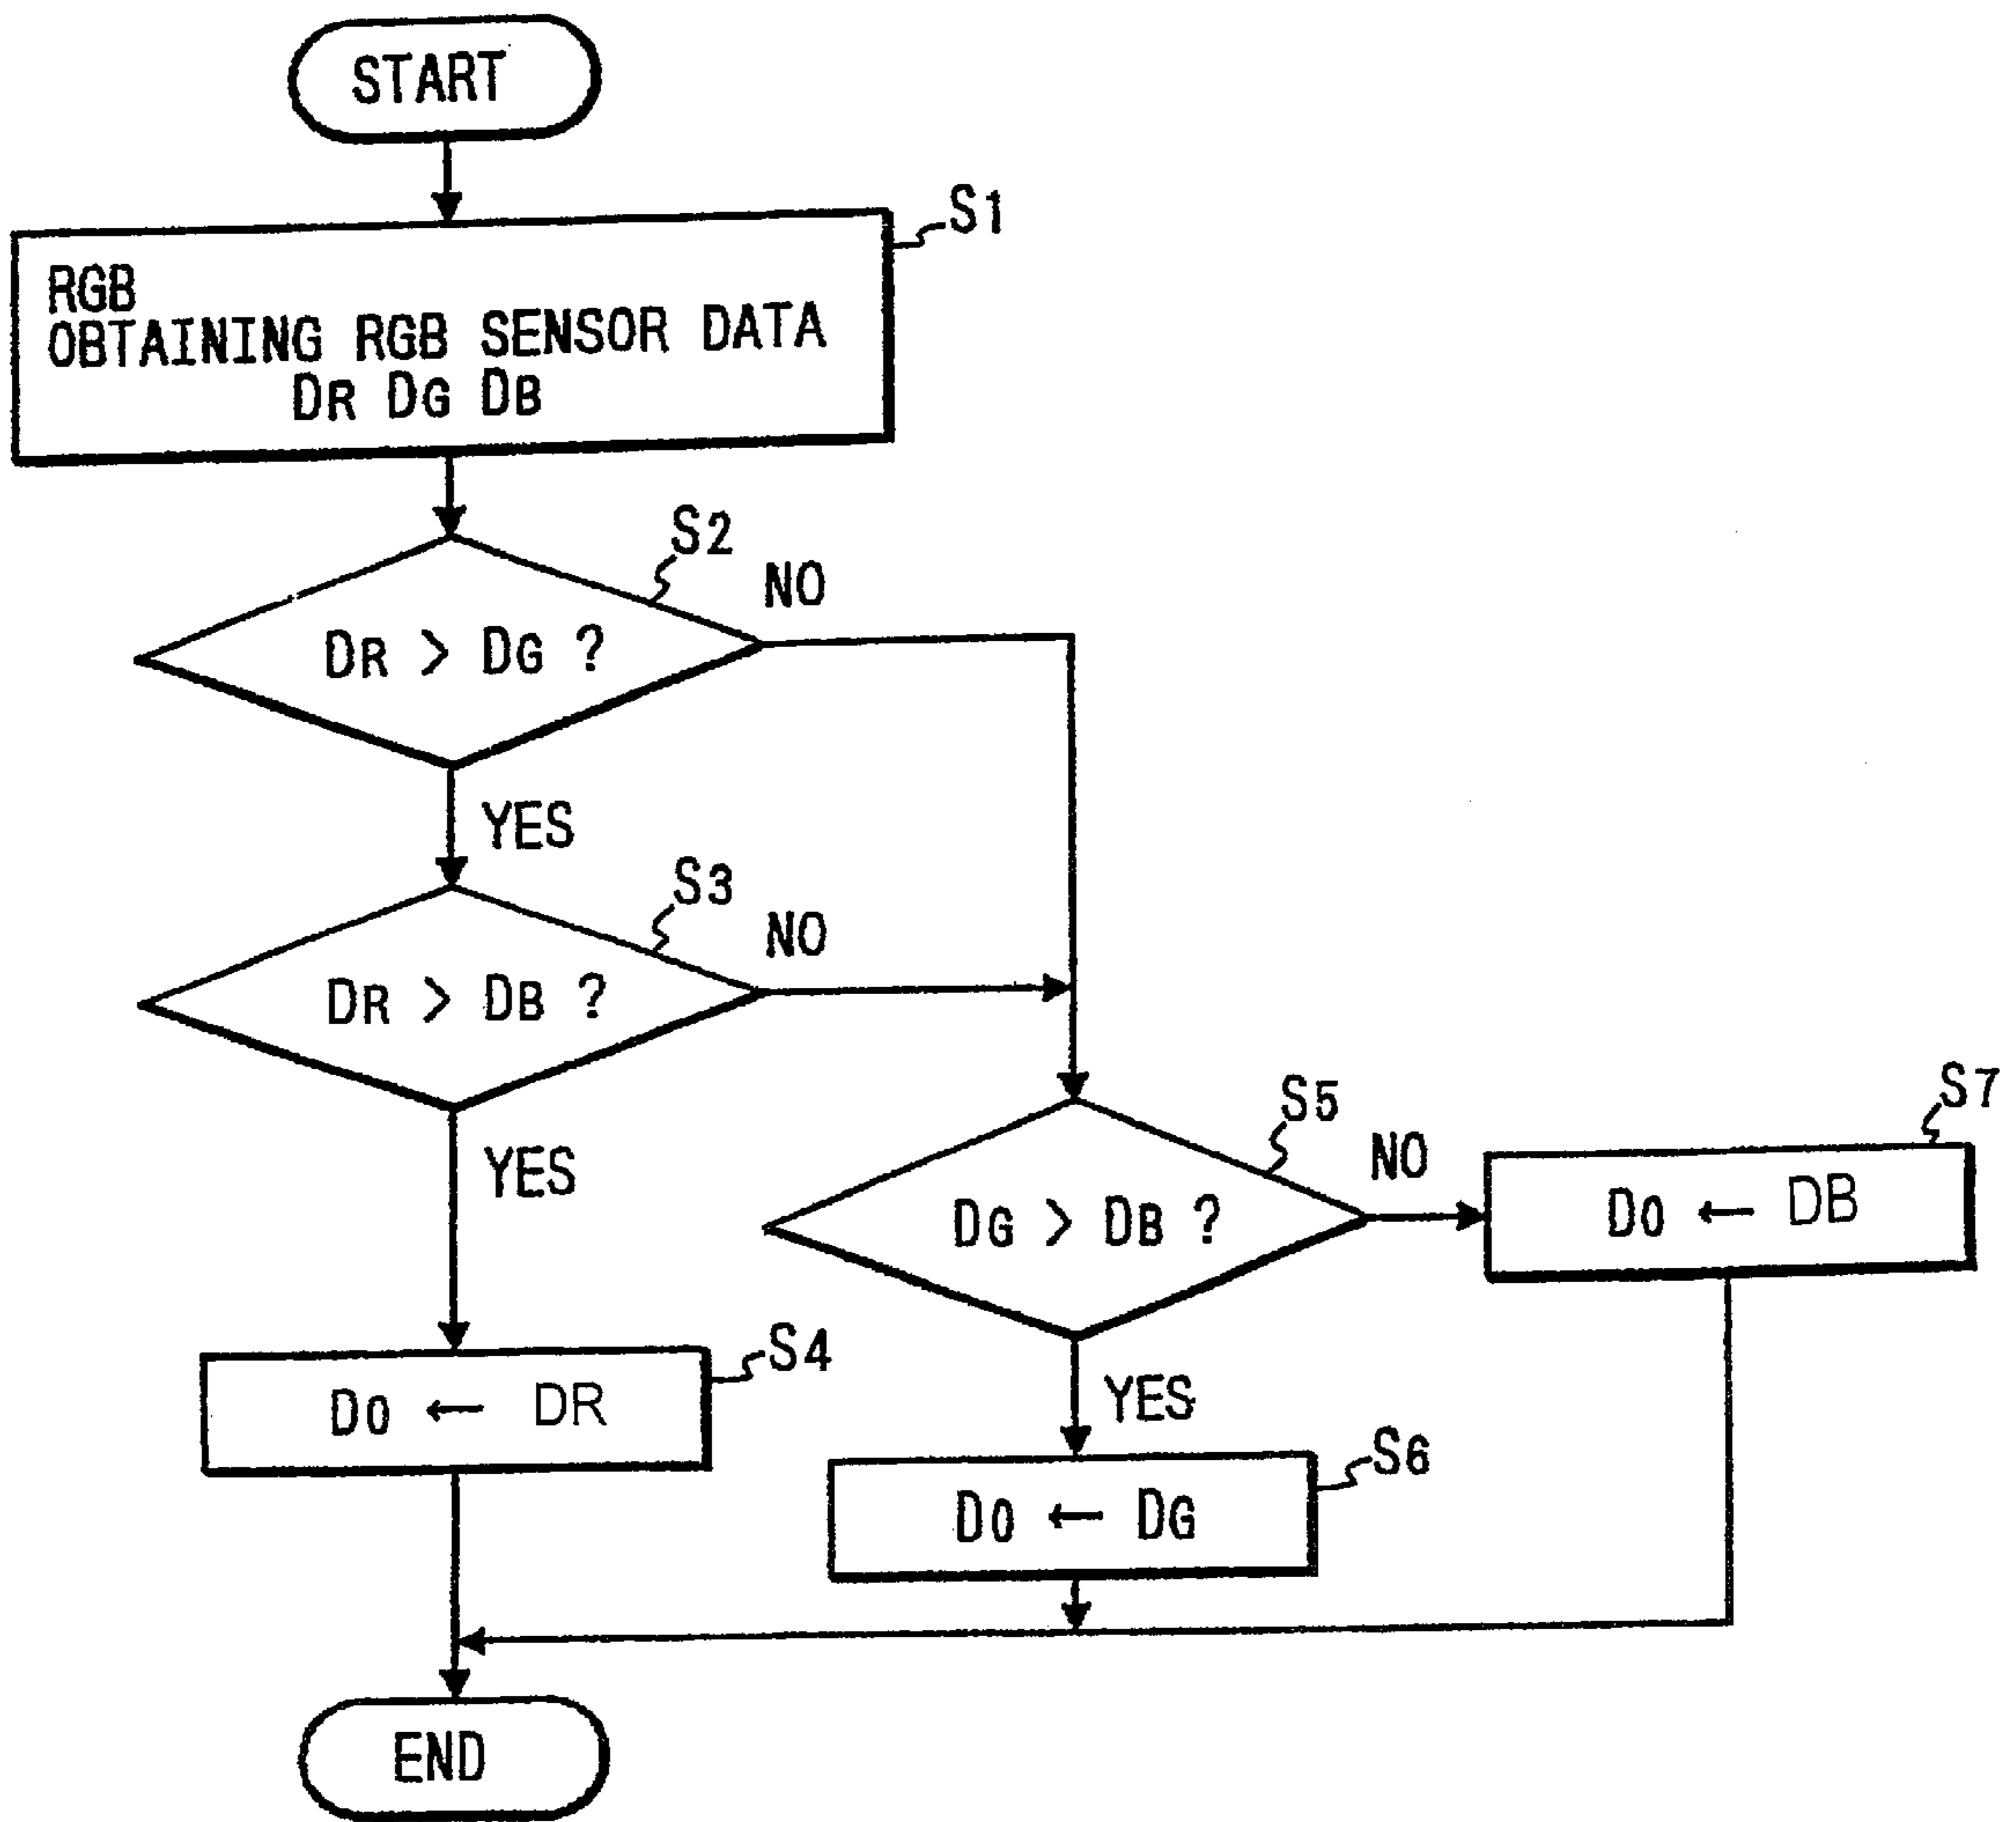 START
S1
RGB
OBTAINING RGB SENSOR DATA
DR DG DB
S2
NO
DR > DG ?
YES
S3
NO
DR > DB ?
YES
S5
NO
DG > DB ?
S7
D0 ← DB
S4
D0 ← DR
YES
S6
D0 ← DG
END